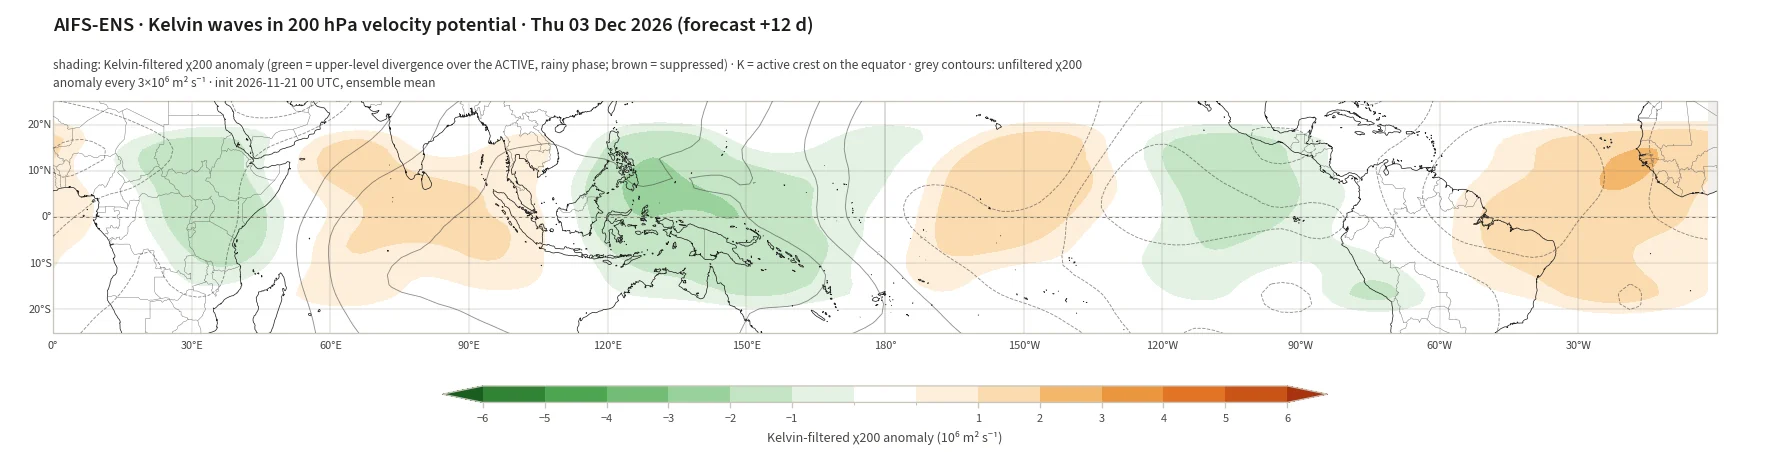 AIFS-ENS · Kelvin waves in 200 hPa velocity potential · Thu 03 Dec 2026 (forecast +12 d)
shading: Kelvin-filtered χ200 anomaly (green = upper-level divergence over the ACTIVE, rainy phase; brown = suppressed) · K = active crest on the equator · grey contours: unfiltered χ200
anomaly every 3×10⁶ m² s⁻¹ · init 2026-11-21 00 UTC, ensemble mean
20°N
10°N
0°
10°S
20°S
0° 30°E 60°E 90°E 120°E 150°E 180° 150°W 120°W 90°W 60°W 30°W
−6 −5 −4 −3 −2 −1 1 2 3 4 5 6
Kelvin-filtered χ200 anomaly (10⁶ m² s⁻¹)